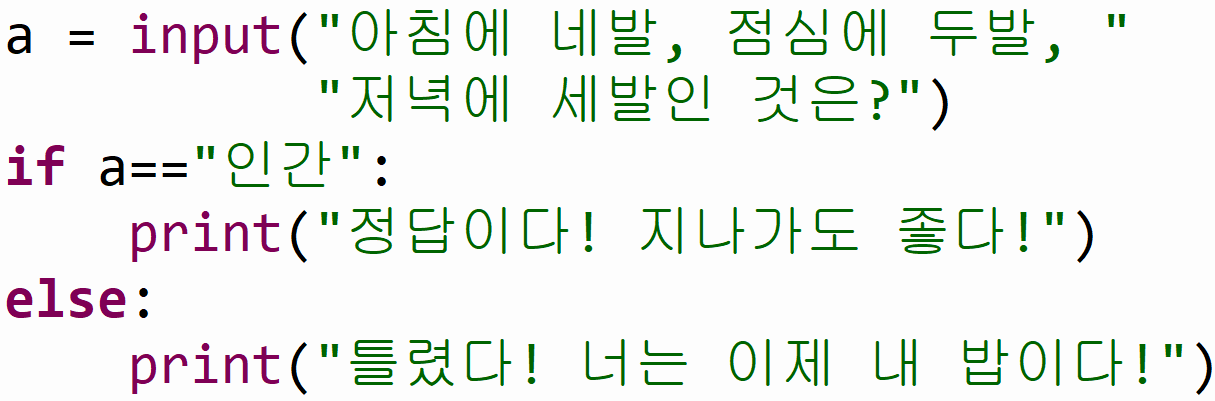 a = input("아침에 네발, 점심에 두발, "
"저녁에 세발인 것은?")
if a=="인간":
print("정답이다! 지나가도 좋다!")
else:
print("틀렸다! 너는 이제 내 밥이다!")